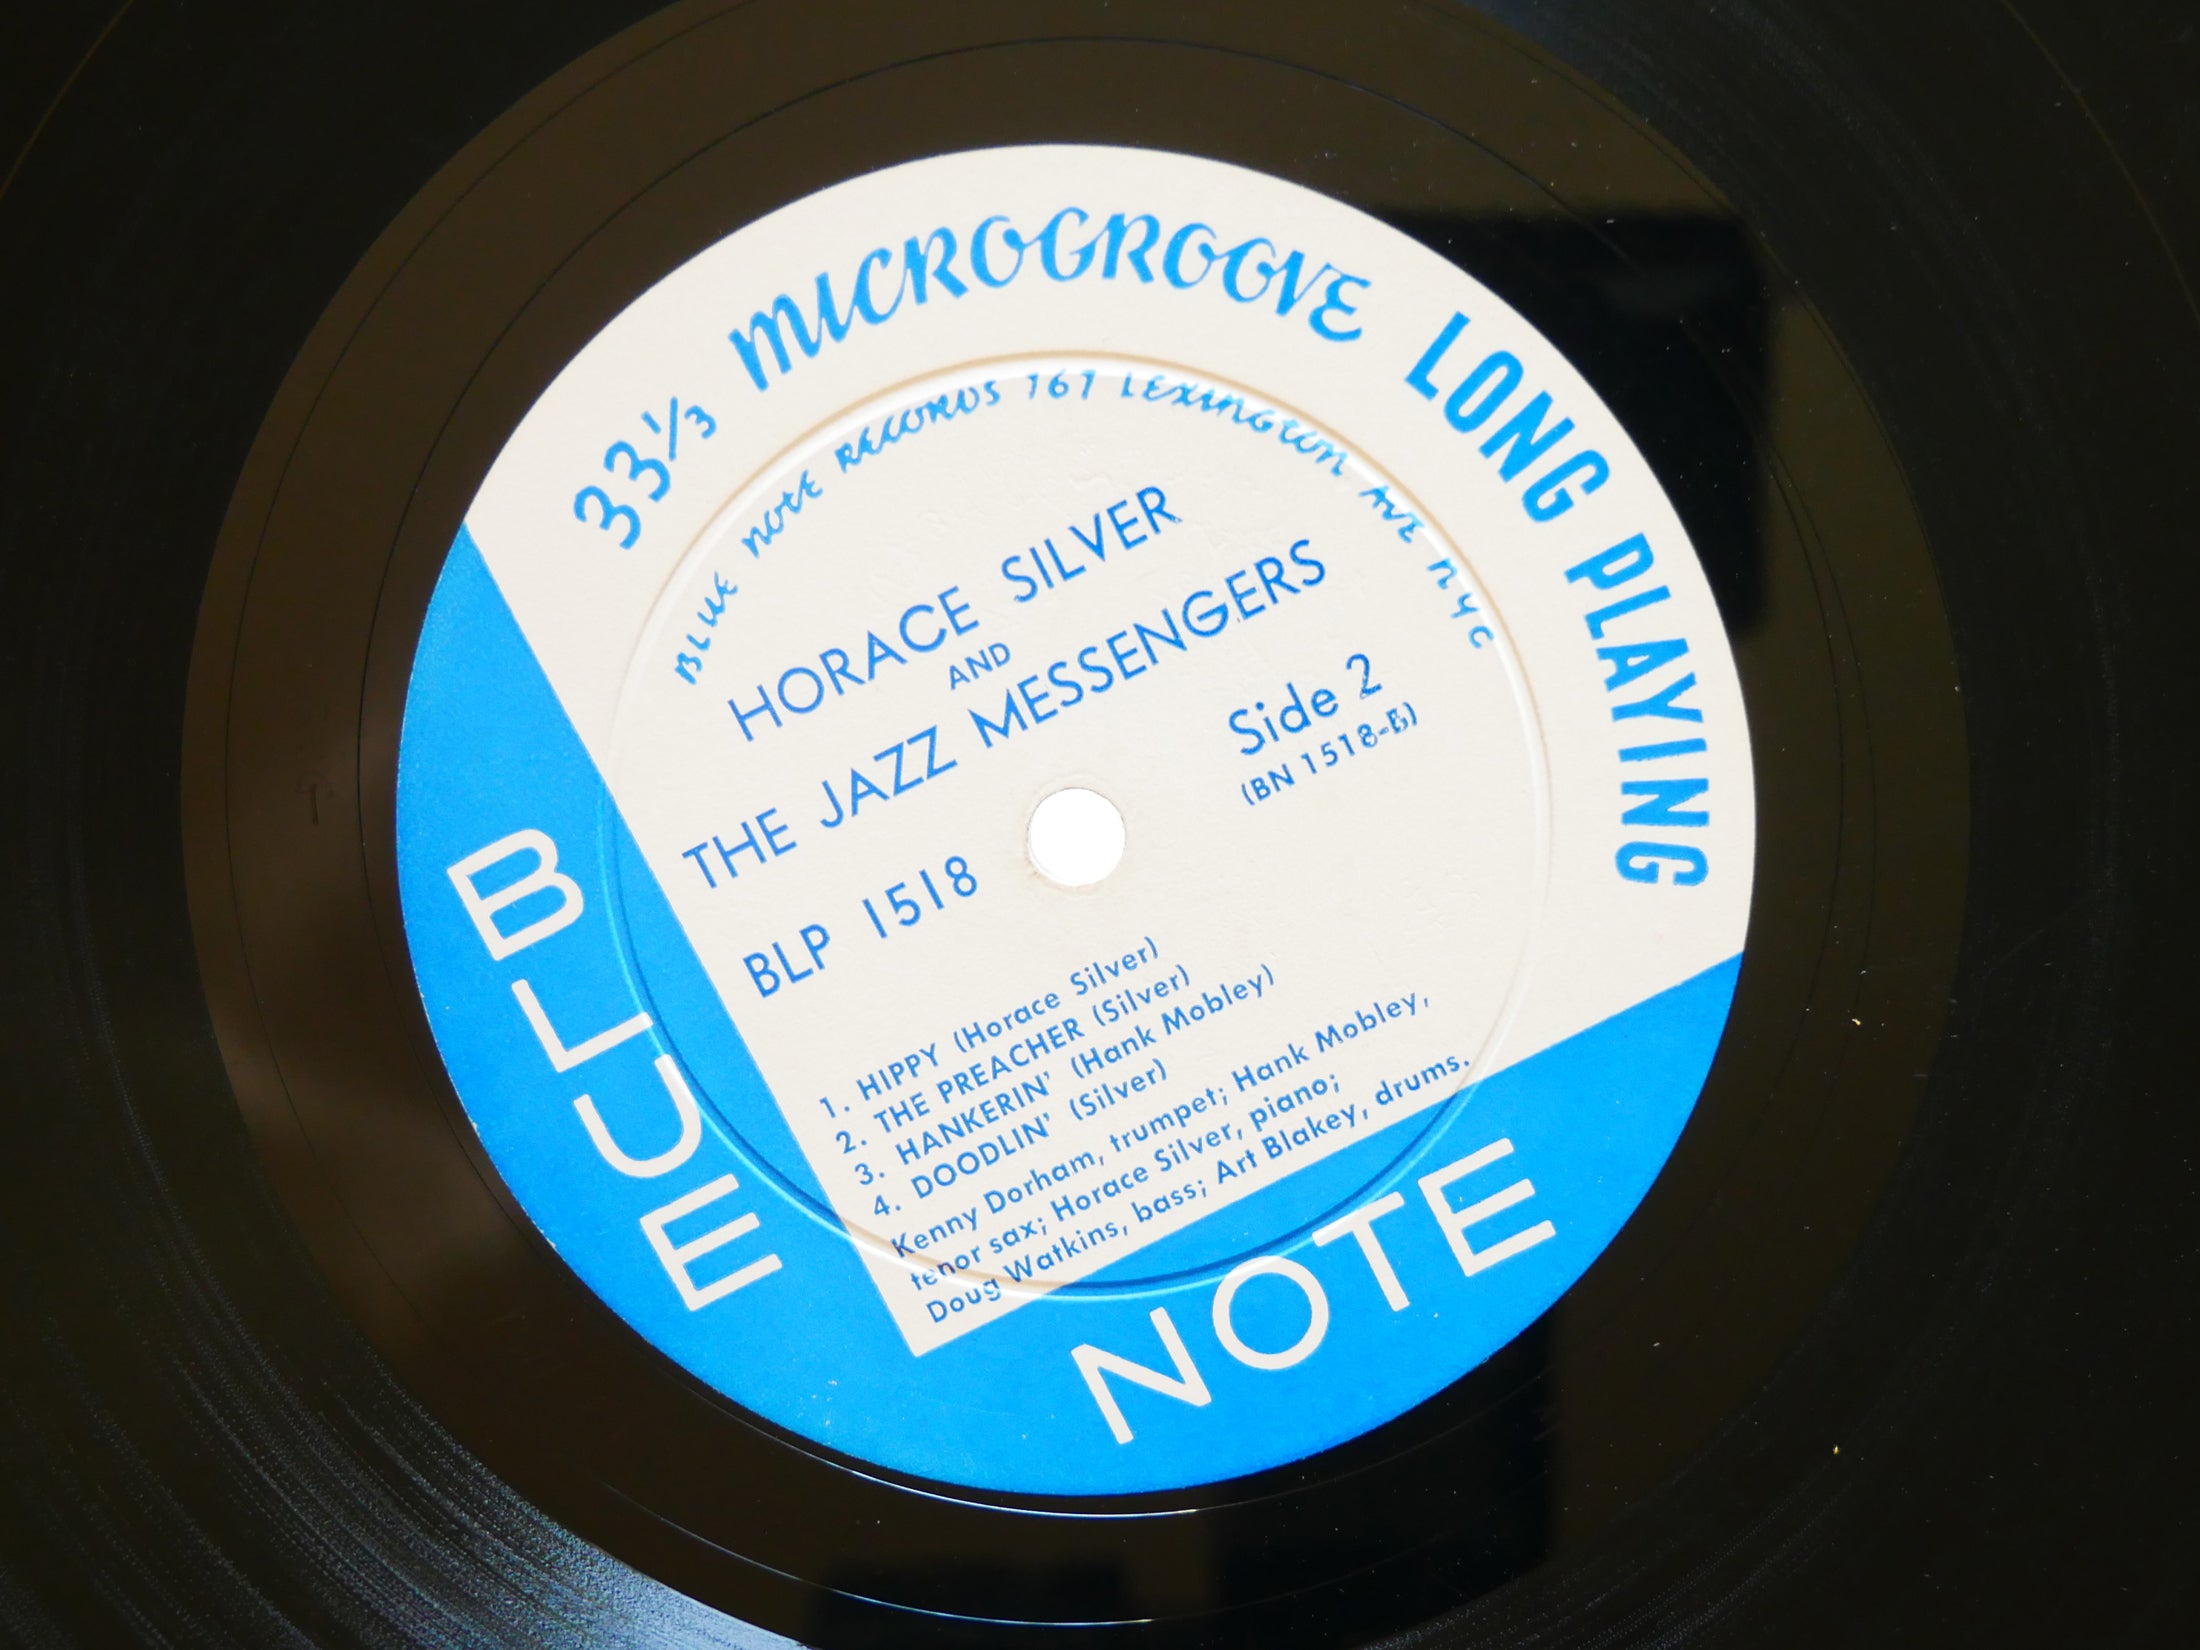 33⅓ MICROGROOVE LONG PLAYING
BLUE NOTE RECORDS 767 LEXINGTON AVE NYC
HORACE SILVER
AND
THE JAZZ MESSENGERS
Side 2
(BN 1518-B)
BLP 1518
1. HIPPY (Horace Silver)
2. THE PREACHER (Silver)
3. HANKERIN' (Hank Mobley)
4. DOODLIN' (Silver)
Kenny Dorham, trumpet; Hank Mobley,
tenor sax; Horace Silver, piano;
Doug Watkins, bass; Art Blakey, drums.
BLUE
NOTE